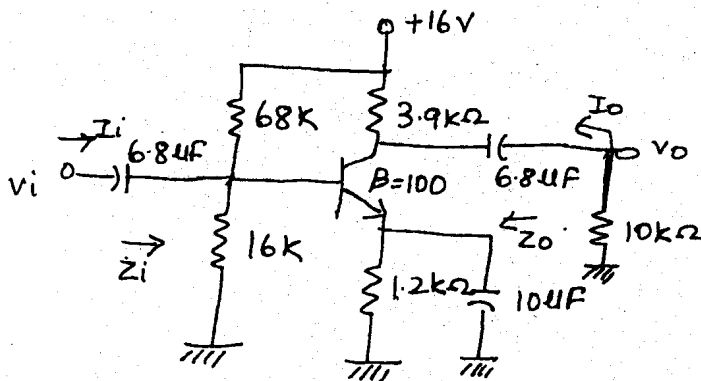 +16V
68K
3.9KΩ
Io
Ii
6.8uF
vi
B=100
6.8uF
vo
Zi
16K
Zo
10KΩ
1.2KΩ
10uF